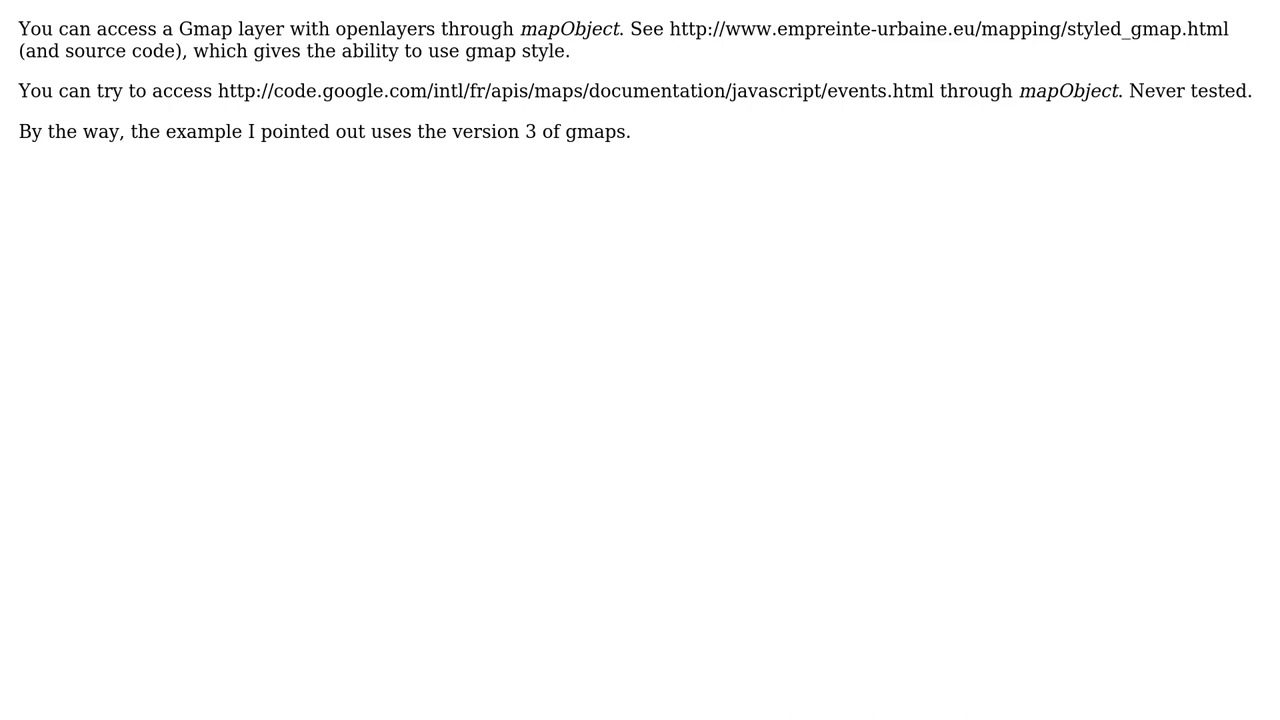 You can access a Gmap layer with openlayers through mapObject. See http://www.empreinte-urbaine.eu/mapping/styled_gmap.html
(and source code), which gives the ability to use gmap style.
You can try to access http://code.google.com/intl/fr/apis/maps/documentation/javascript/events.html through mapObject. Never tested.
By the way, the example I pointed out uses the version 3 of gmaps.